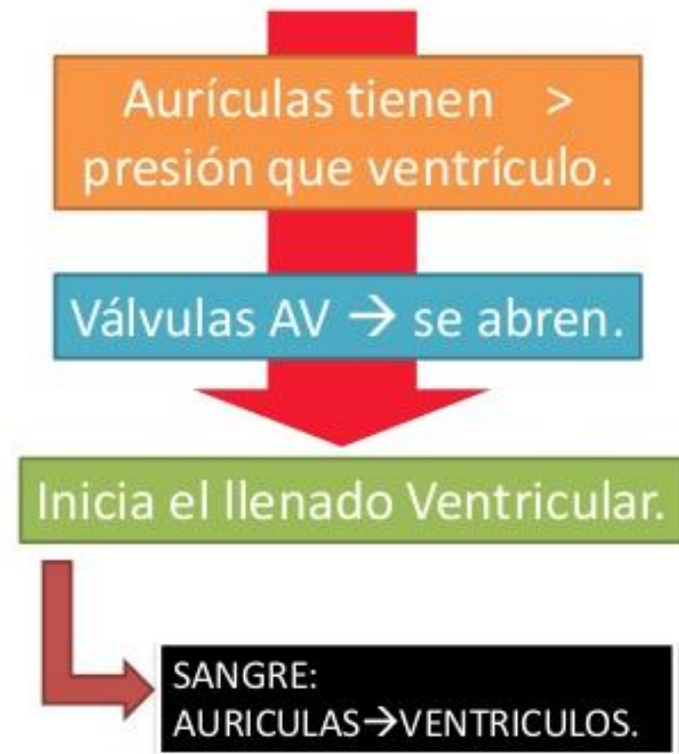 Aurículas tienen >
presión que ventrículo.
Válvulas AV → se abren.
Inicia el llenado Ventricular.
SANGRE:
AURICULAS→VENTRICULOS.